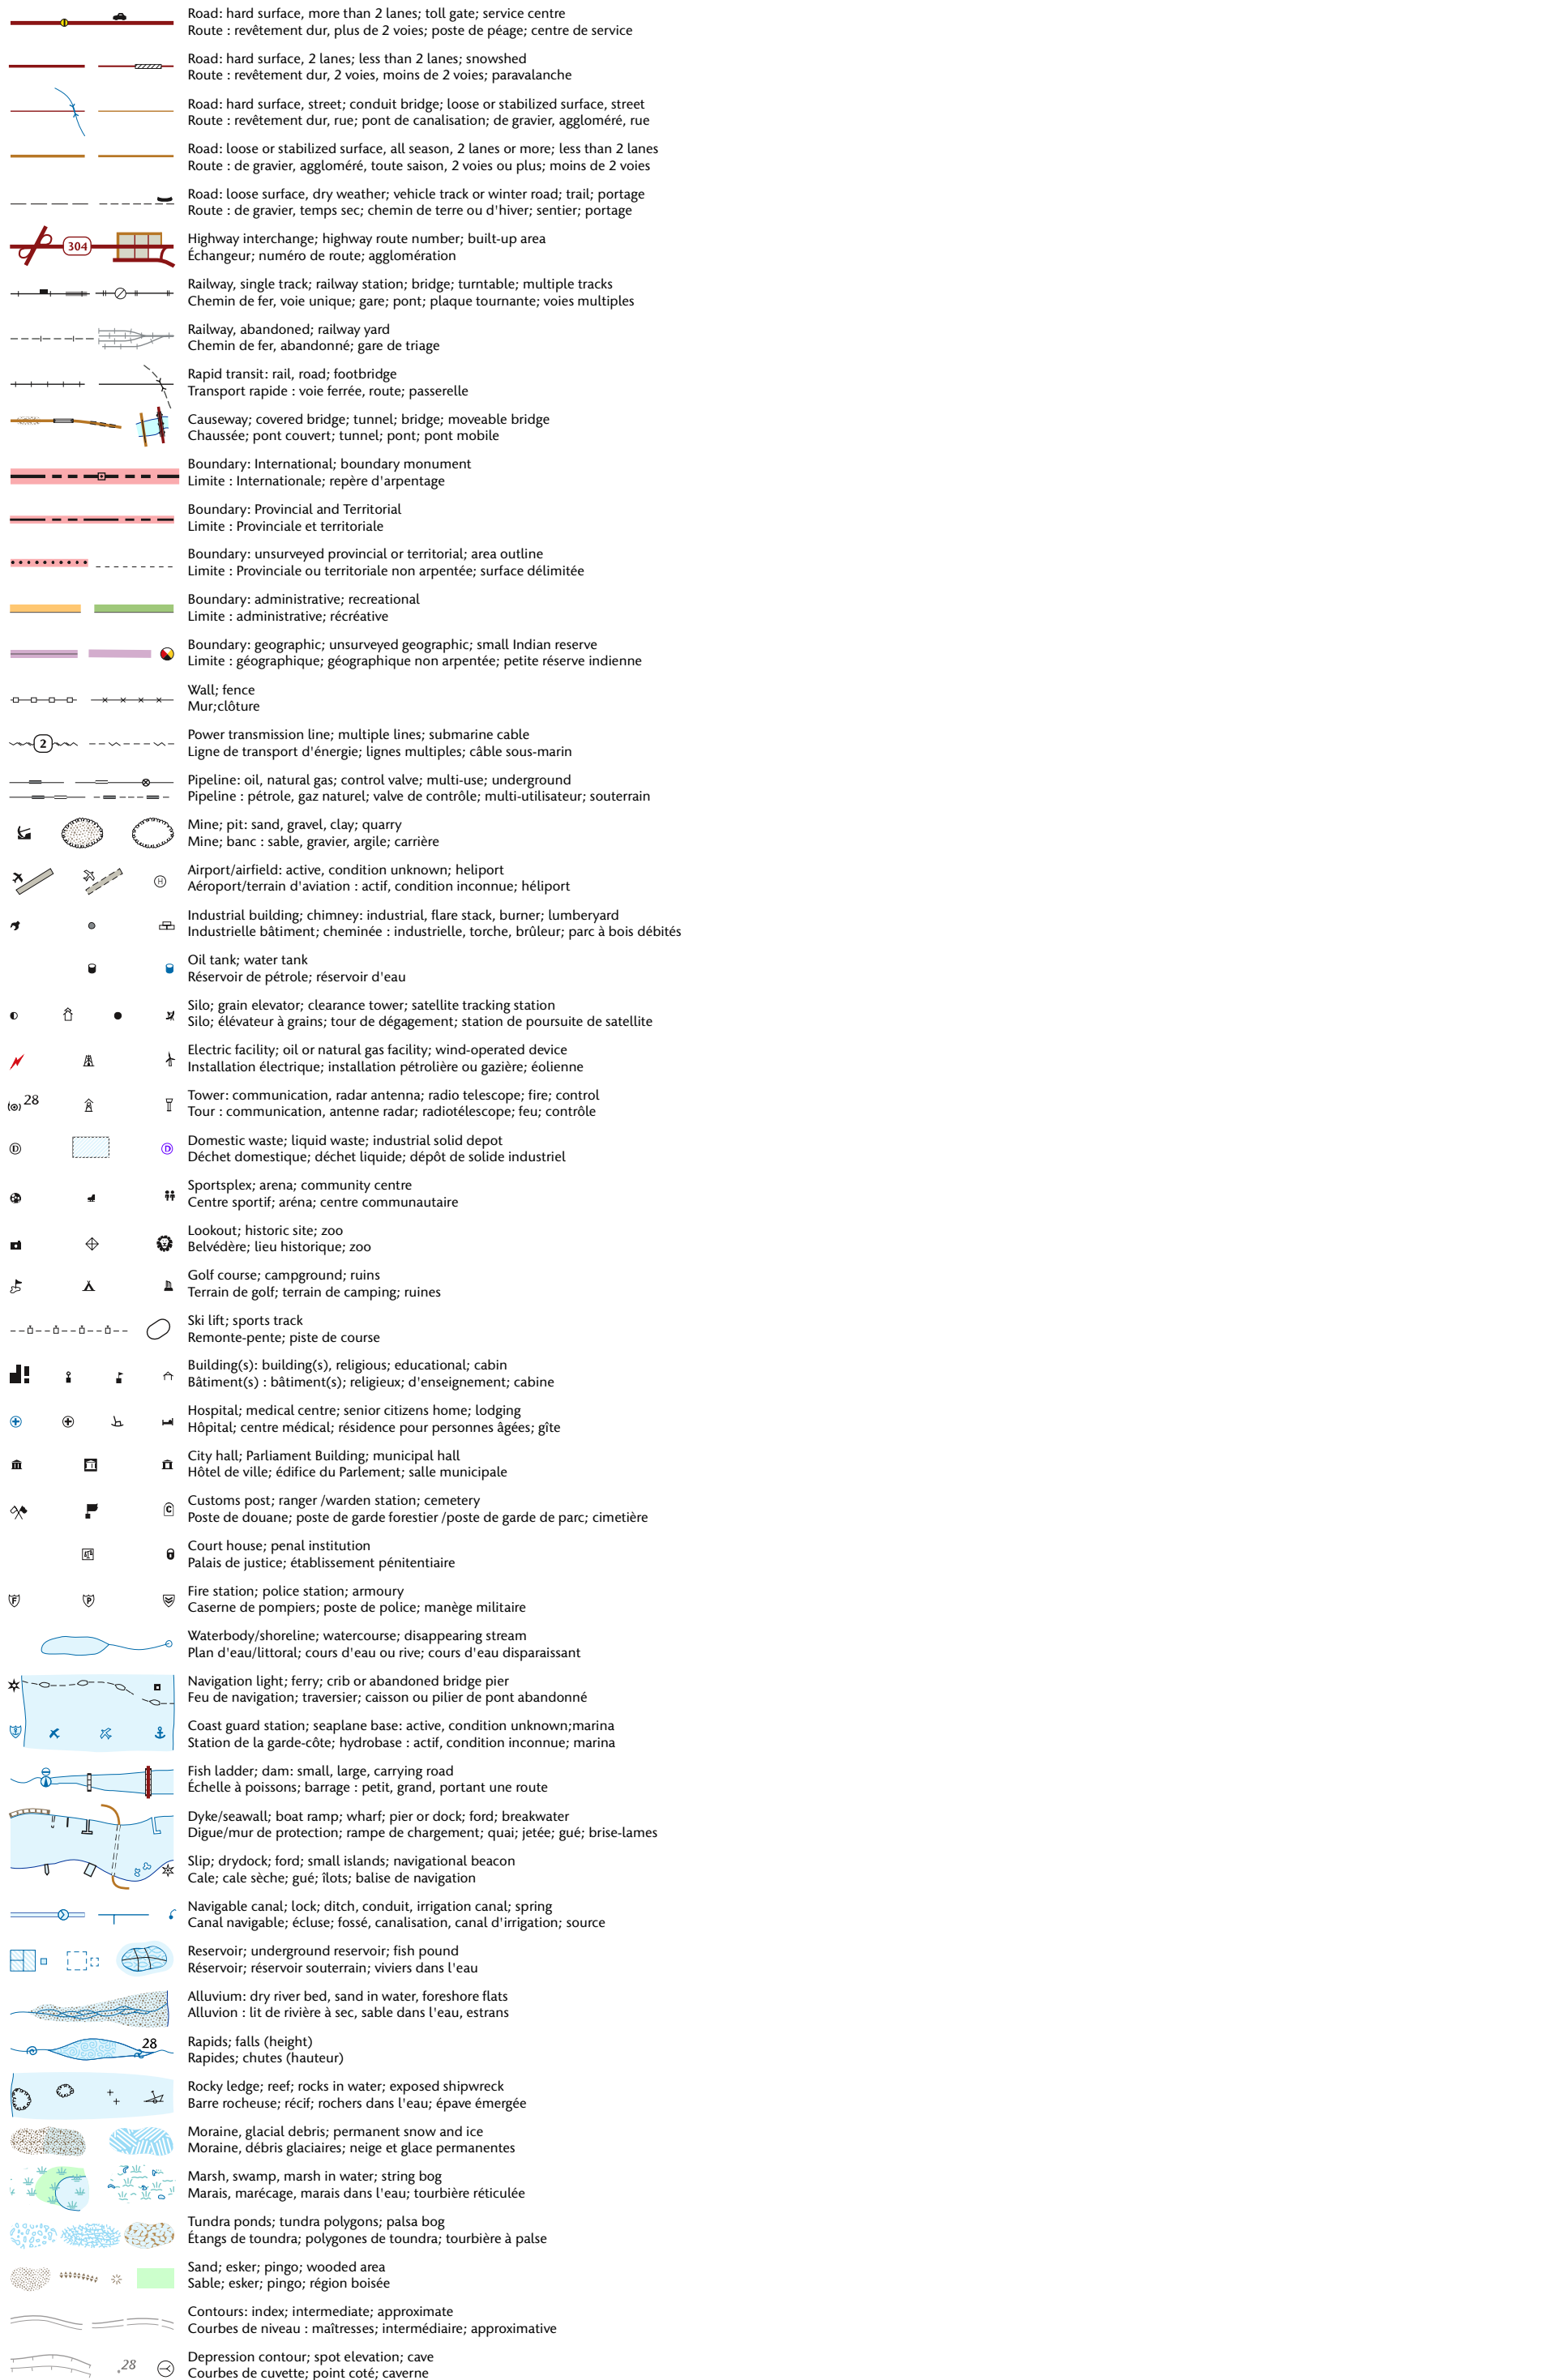 Road: hard surface, more than 2 lanes; toll gate; service centre
Route : revêtement dur, plus de 2 voies; poste de péage; centre de service
Road: hard surface, 2 lanes; less than 2 lanes; snowshed
Route : revêtement dur, 2 voies, moins de 2 voies; paravalanche
Road: hard surface, street; conduit bridge; loose or stabilized surface, street
Route : revêtement dur, rue; pont de canalisation; de gravier, aggloméré, rue
Road: loose or stabilized surface, all season, 2 lanes or more; less than 2 lanes
Route : de gravier, aggloméré, toute saison, 2 voies ou plus; moins de 2 voies
Road: loose surface, dry weather; vehicle track or winter road; trail; portage
Route : de gravier, temps sec; chemin de terre ou d'hiver; sentier; portage
304
Highway interchange; highway route number; built-up area
Échangeur; numéro de route; agglomération
Railway, single track; railway station; bridge; turntable; multiple tracks
Chemin de fer, voie unique; gare; pont; plaque tournante; voies multiples
Railway, abandoned; railway yard
Chemin de fer, abandonné; gare de triage
Rapid transit: rail, road; footbridge
Transport rapide : voie ferrée, route; passerelle
Causeway; covered bridge; tunnel; bridge; moveable bridge
Chaussée; pont couvert; tunnel; pont; pont mobile
Boundary: International; boundary monument
Limite : Internationale; repère d'arpentage
Boundary: Provincial and Territorial
Limite : Provinciale et territoriale
Boundary: unsurveyed provincial or territorial; area outline
Limite : Provinciale ou territoriale non arpentée; surface délimitée
Boundary: administrative; recreational
Limite : administrative; récréative
Boundary: geographic; unsurveyed geographic; small Indian reserve
Limite : géographique; géographique non arpentée; petite réserve indienne
Wall; fence
Mur;clôture
2
Power transmission line; multiple lines; submarine cable
Ligne de transport d'énergie; lignes multiples; câble sous-marin
Pipeline: oil, natural gas; control valve; multi-use; underground
Pipeline : pétrole, gaz naturel; valve de contrôle; multi-utilisateur; souterrain
Mine; pit: sand, gravel, clay; quarry
Mine; banc : sable, gravier, argile; carrière
H
Airport/airfield: active, condition unknown; heliport
Aéroport/terrain d'aviation : actif, condition inconnue; héliport
Industrial building; chimney: industrial, flare stack, burner; lumberyard
Industrielle bâtiment; cheminée : industrielle, torche, brûleur; parc à bois débités
Oil tank; water tank
Réservoir de pétrole; réservoir d'eau
Silo; grain elevator; clearance tower; satellite tracking station
Silo; élévateur à grains; tour de dégagement; station de poursuite de satellite
Electric facility; oil or natural gas facility; wind-operated device
Installation électrique; installation pétrolière ou gazière; éolienne
28
Tower: communication, radar antenna; radio telescope; fire; control
Tour : communication, antenne radar; radiotélescope; feu; contrôle
D D
Domestic waste; liquid waste; industrial solid depot
Déchet domestique; déchet liquide; dépôt de solide industriel
Sportsplex; arena; community centre
Centre sportif; aréna; centre communautaire
Lookout; historic site; zoo
Belvédère; lieu historique; zoo
Golf course; campground; ruins
Terrain de golf; terrain de camping; ruines
Ski lift; sports track
Remonte-pente; piste de course
Building(s): building(s), religious; educational; cabin
Bâtiment(s) : bâtiment(s); religieux; d'enseignement; cabine
Hospital; medical centre; senior citizens home; lodging
Hôpital; centre médical; résidence pour personnes âgées; gîte
City hall; Parliament Building; municipal hall
Hôtel de ville; édifice du Parlement; salle municipale
C
Customs post; ranger /warden station; cemetery
Poste de douane; poste de garde forestier /poste de garde de parc; cimetière
Court house; penal institution
Palais de justice; établissement pénitentiaire
F P
Fire station; police station; armoury
Caserne de pompiers; poste de police; manège militaire
Waterbody/shoreline; watercourse; disappearing stream
Plan d'eau/littoral; cours d'eau ou rive; cours d'eau disparaissant
Navigation light; ferry; crib or abandoned bridge pier
Feu de navigation; traversier; caisson ou pilier de pont abandonné
Coast guard station; seaplane base: active, condition unknown;marina
Station de la garde-côte; hydrobase : actif, condition inconnue; marina
Fish ladder; dam: small, large, carrying road
Échelle à poissons; barrage : petit, grand, portant une route
Dyke/seawall; boat ramp; wharf; pier or dock; ford; breakwater
Digue/mur de protection; rampe de chargement; quai; jetée; gué; brise-lames
Slip; drydock; ford; small islands; navigational beacon
Cale; cale sèche; gué; îlots; balise de navigation
Navigable canal; lock; ditch, conduit, irrigation canal; spring
Canal navigable; écluse; fossé, canalisation, canal d'irrigation; source
Reservoir; underground reservoir; fish pound
Réservoir; réservoir souterrain; viviers dans l'eau
Alluvium: dry river bed, sand in water, foreshore flats
Alluvion : lit de rivière à sec, sable dans l'eau, estrans
28
Rapids; falls (height)
Rapides; chutes (hauteur)
Rocky ledge; reef; rocks in water; exposed shipwreck
Barre rocheuse; récif; rochers dans l'eau; épave émergée
Moraine, glacial debris; permanent snow and ice
Moraine, débris glaciaires; neige et glace permanentes
Marsh, swamp, marsh in water; string bog
Marais, marécage, marais dans l'eau; tourbière réticulée
Tundra ponds; tundra polygons; palsa bog
Étangs de toundra; polygones de toundra; tourbière à palse
Sand; esker; pingo; wooded area
Sable; esker; pingo; région boisée
Contours: index; intermediate; approximate
Courbes de niveau : maîtresses; intermédiaire; approximative
.28
Depression contour; spot elevation; cave
Courbes de cuvette; point coté; caverne